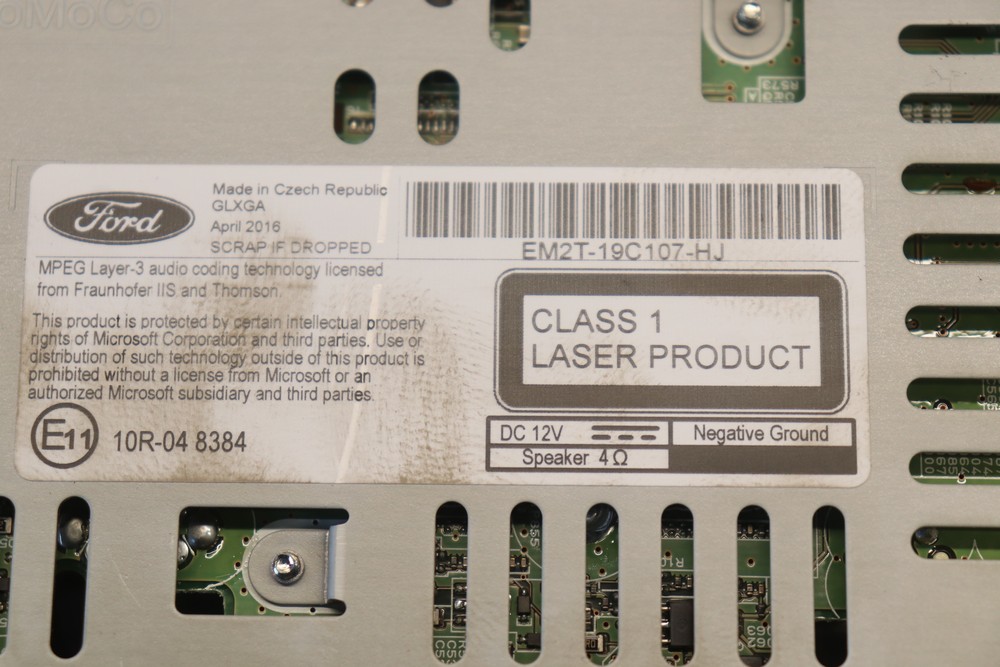 oMoCo
Ford
Made in Czech Republic
GLXGA
April 2016
SCRAP IF DROPPED
EM2T-19C107-HJ
MPEG Layer-3 audio coding technology licensed
from Fraunhofer IIS and Thomson.
This product is protected by certain intellectual property
rights of Microsoft Corporation and third parties. Use or
distribution of such technology outside of this product is
prohibited without a license from Microsoft or an
authorized Microsoft subsidiary and third parties.
E11
10R-04 8384
CLASS 1
LASER PRODUCT
DC 12V
Negative Ground
Speaker 4Ω
R573